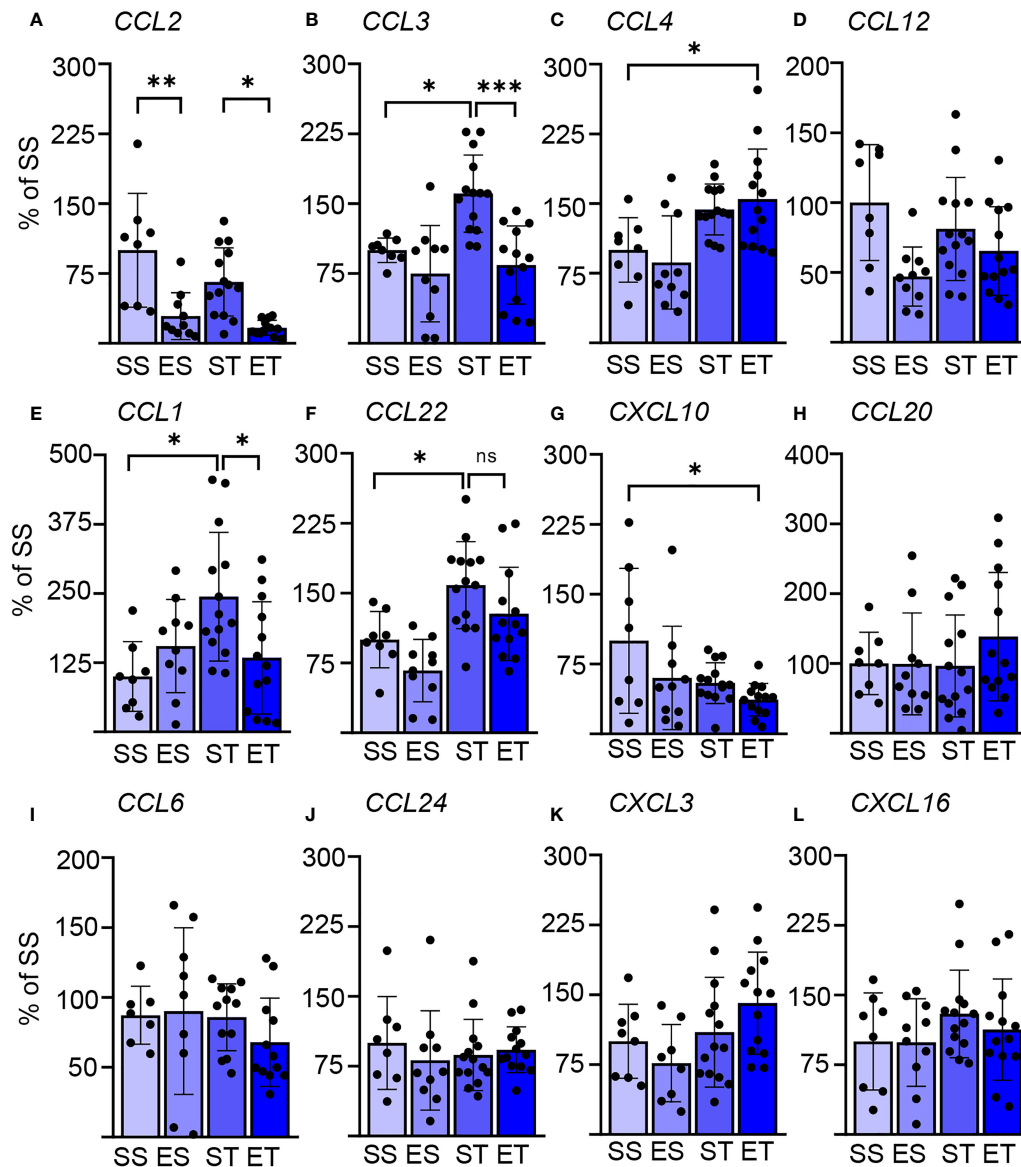 A CCL2 B CCL3 C CCL4 D CCL12
% of SS
300 300 300 200
** * * *** *
225 225 225 150
150 150 150 100
75 75 75 50
SS ES ST ET SS ES ST ET SS ES ST ET SS ES ST ET
E CCL1 F CCL22 G CXCL10 H CCL20
% of SS
500 300 300 400
* * * ns *
375 225 225 300
250 150 150 200
125 75 75 100
SS ES ST ET SS ES ST ET SS ES ST ET SS ES ST ET
I CCL6 J CCL24 K CXCL3 L CXCL16
% of SS
200 300 300 300
150 225 225 225
100 150 150 150
50 75 75 75
SS ES ST ET SS ES ST ET SS ES ST ET SS ES ST ET